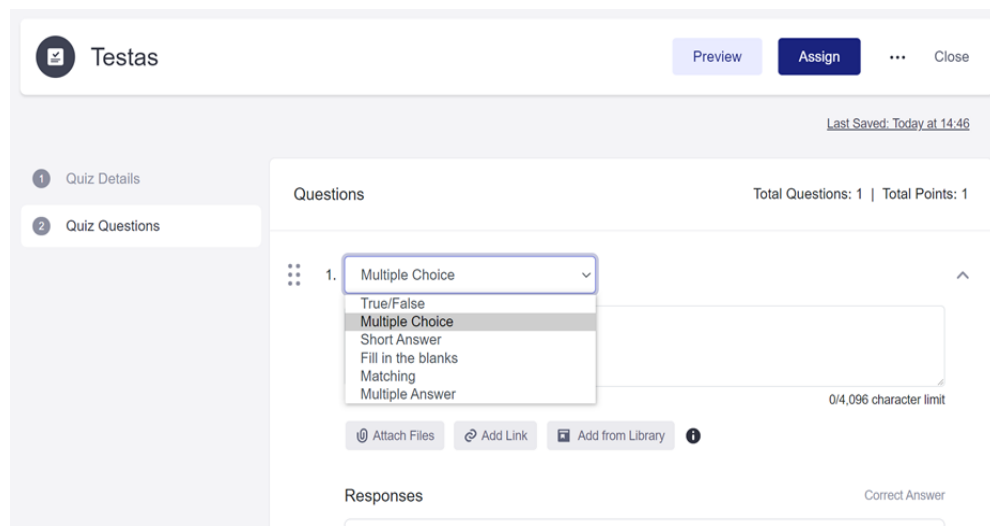 Testas
Preview
Assign
Close
Last Saved: Today at 14:46
1 Quiz Details
2 Quiz Questions
Questions
Total Questions: 1 | Total Points: 1
1. Multiple Choice
True/False
Multiple Choice
Short Answer
Fill in the blanks
Matching
Multiple Answer
0/4,096 character limit
Attach Files
Add Link
Add from Library
Responses
Correct Answer